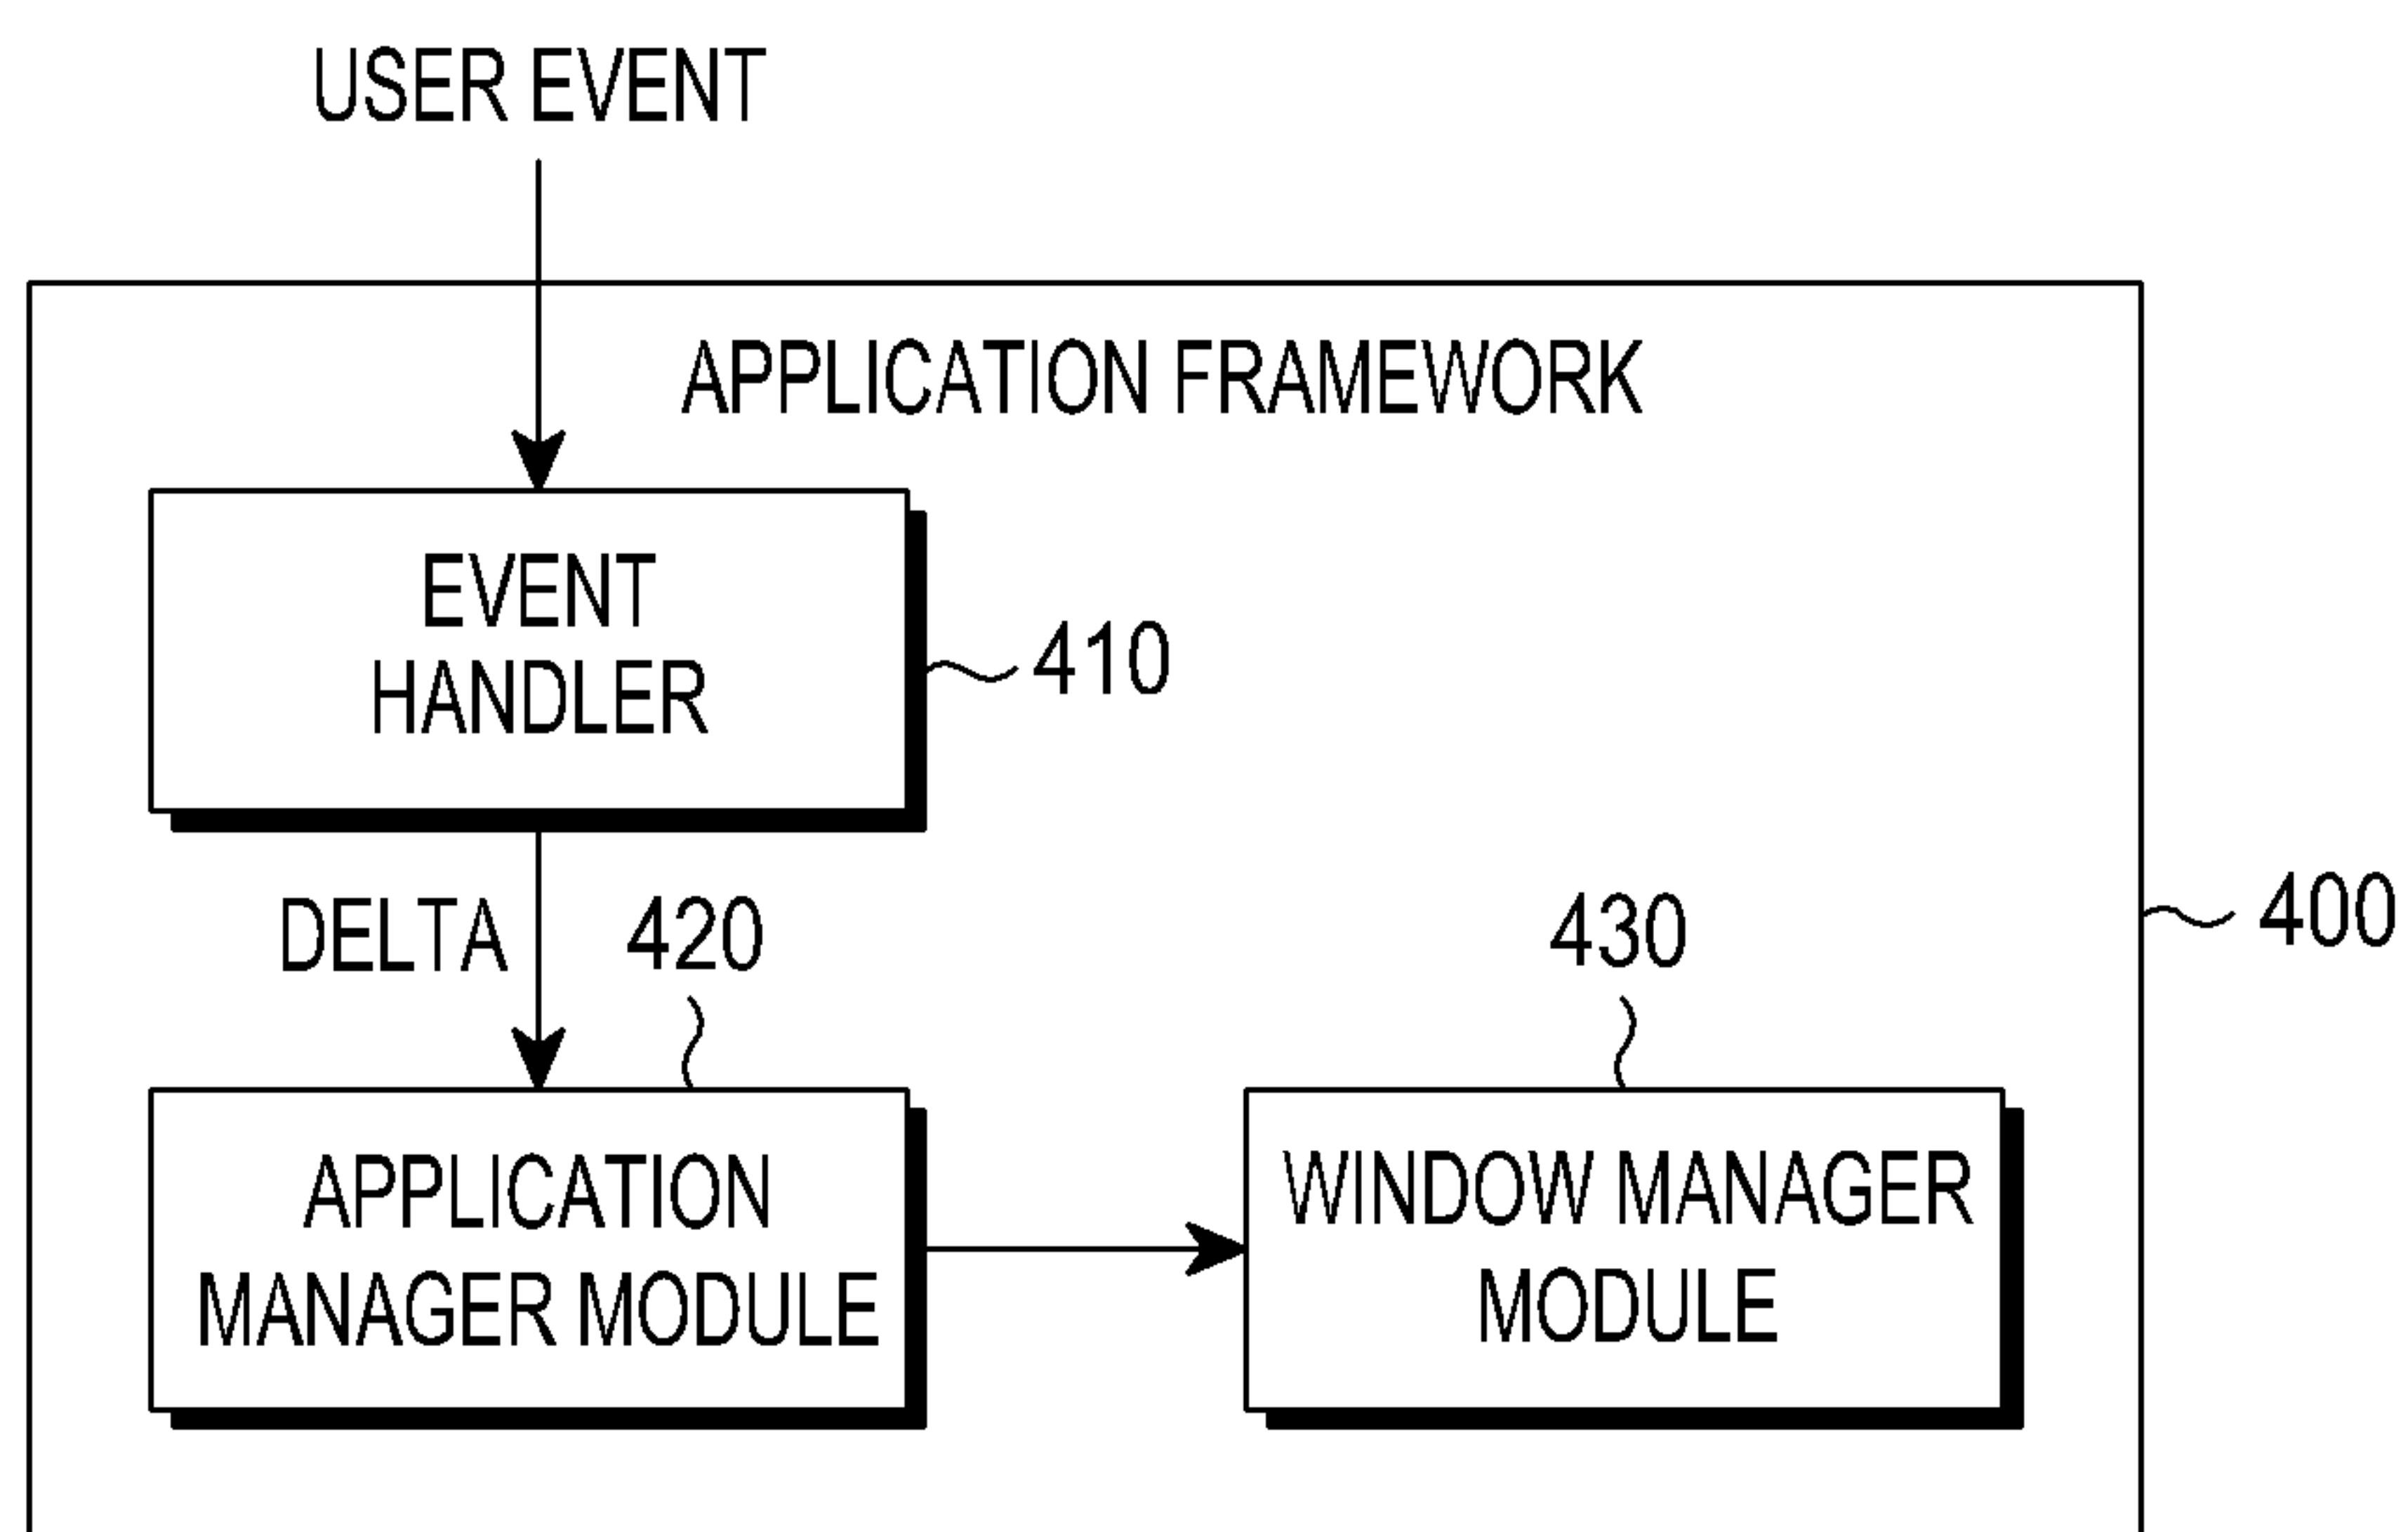 USER EVENT
APPLICATION FRAMEWORK
EVENT
HANDLER
410
DELTA
420
430
400
APPLICATION
MANAGER MODULE
WINDOW MANAGER
MODULE